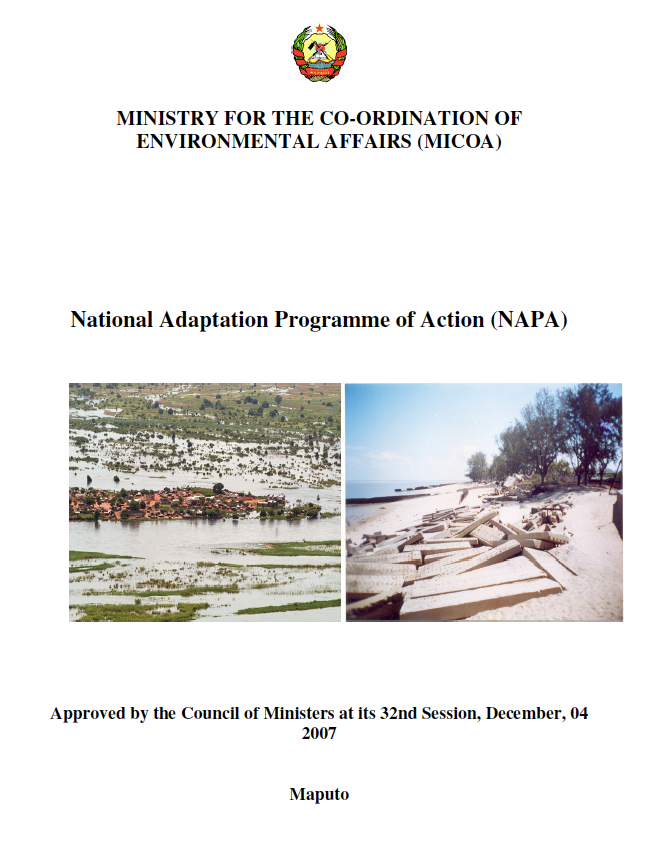 MINISTRY FOR THE CO-ORDINATION OF
ENVIRONMENTAL AFFAIRS (MICOA)
National Adaptation Programme of Action (NAPA)
Approved by the Council of Ministers at its 32nd Session, December, 04
2007
Maputo